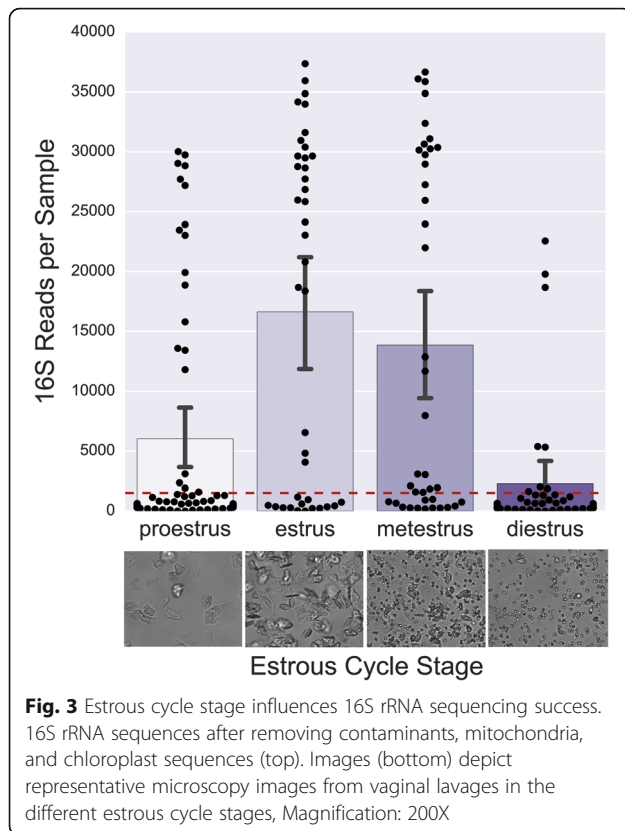 40000
35000
30000
25000
20000
15000
10000
5000
0
16S Reads per Sample
proestrus estrus metestrus diestrus
Estrous Cycle Stage
Fig. 3 Estrous cycle stage influences 16S rRNA sequencing success.
16S rRNA sequences after removing contaminants, mitochondria,
and chloroplast sequences (top). Images (bottom) depict
representative microscopy images from vaginal lavages in the
different estrous cycle stages, Magnification: 200X